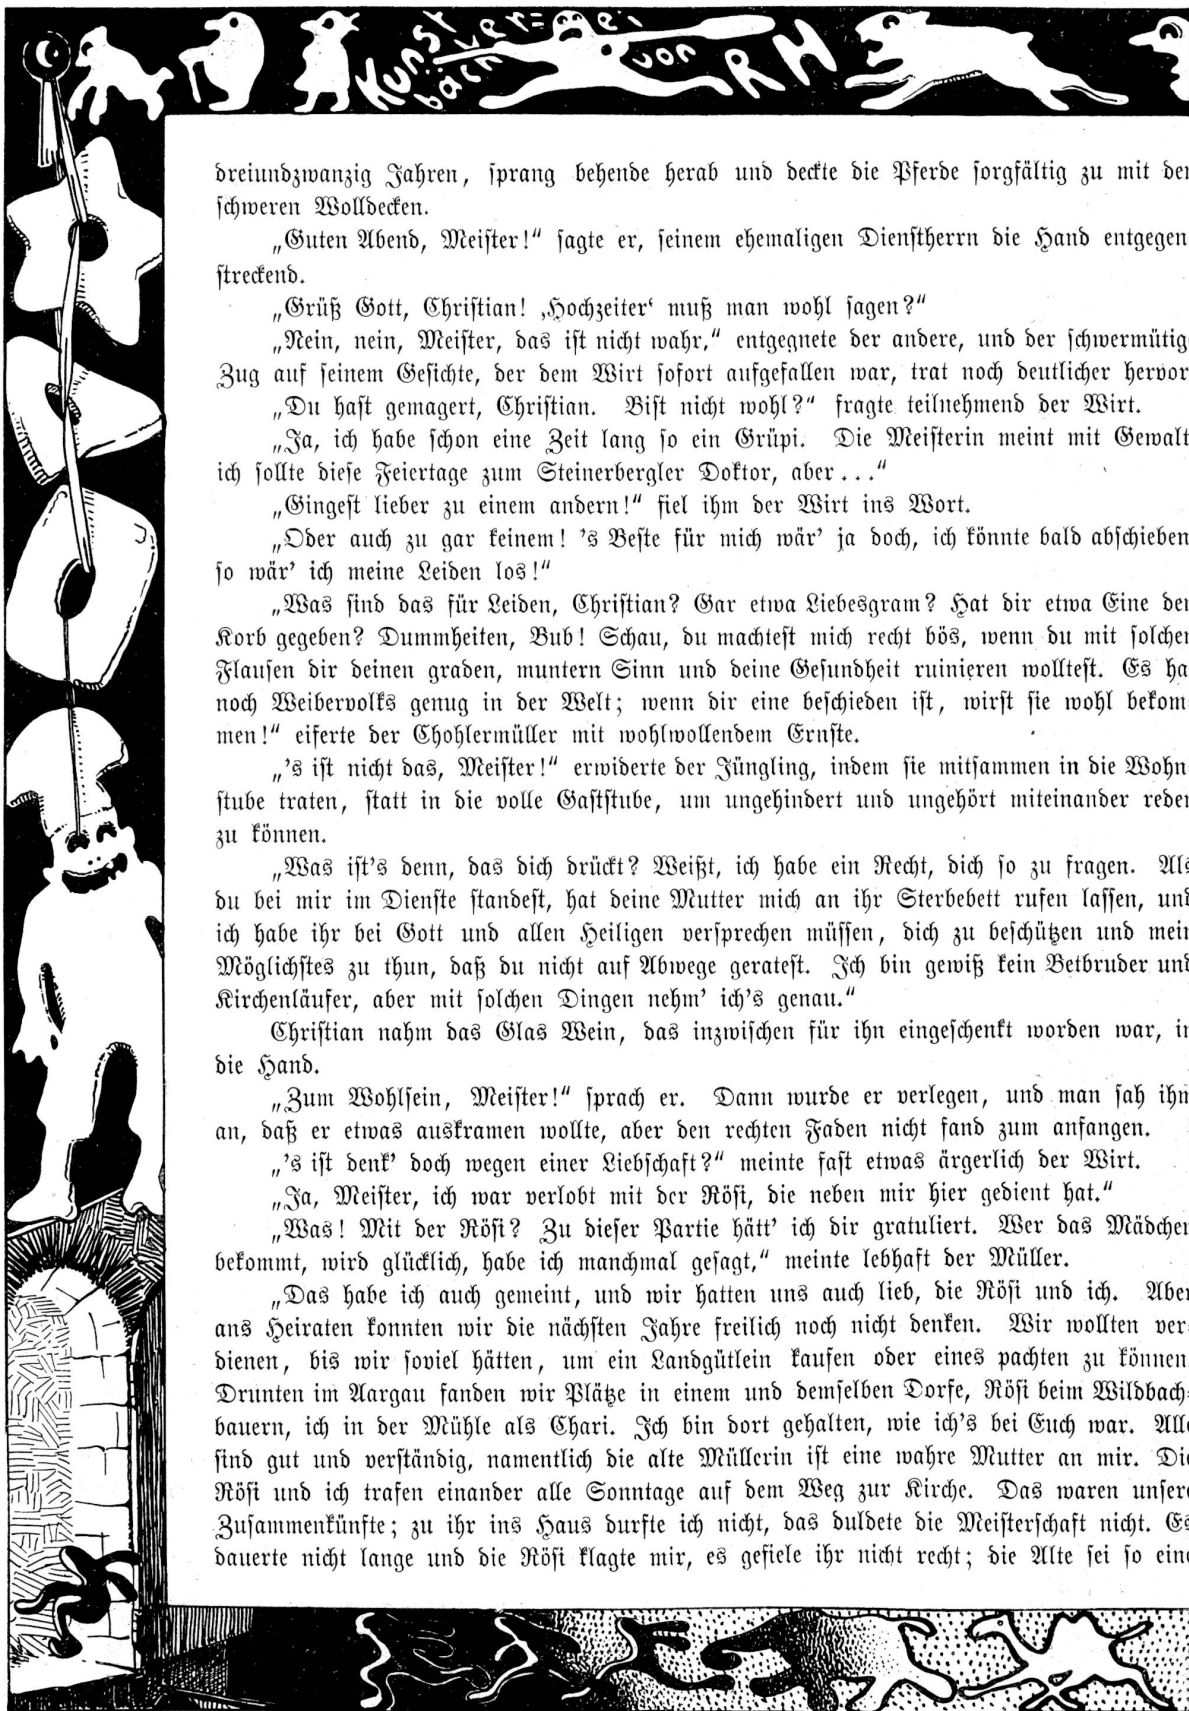 Kunst ver= ei
bäch von RH
dreiundzwanzig Jahren, sprang behende herab und deckte die Pferde sorgfältig zu mit der
schweren Wolldecken.
„Guten Abend, Meister!“ sagte er, seinem ehemaligen Dienstherrn die Hand entgegen
streckend.
„Grüß Gott, Christian! ‚Hochzeiter‘ muß man wohl sagen?“
„Nein, nein, Meister, das ist nicht wahr,“ entgegnete der andere, und der schwermütig
Zug auf seinem Gesichte, der dem Wirt sofort aufgefallen war, trat noch deutlicher hervor
„Du hast gemagert, Christian. Bist nicht wohl?“ fragte teilnehmend der Wirt.
„Ja, ich habe schon eine Zeit lang so ein Grüpi. Die Meisterin meint mit Gewalt
ich sollte diese Feiertage zum Steinerbergler Doktor, aber ...“
„Gingest lieber zu einem andern!“ fiel ihm der Wirt ins Wort.
„Oder auch zu gar keinem! ’s Beste für mich wär’ ja doch, ich könnte bald abschieben
so wär’ ich meine Leiden los!“
„Was sind das für Leiden, Christian? Gar etwa Liebesgram? Hat dir etwa Eine den
Korb gegeben? Dummheiten, Bub! Schau, du machtest mich recht bös, wenn du mit solchen
Flausen dir deinen graden, muntern Sinn und deine Gesundheit ruinieren wolltest. Es ha
noch Weibervolks genug in der Welt; wenn dir eine beschieden ist, wirst sie wohl bekom
men!“ eiferte der Chohlermüller mit wohlwollendem Ernste.
„’s ist nicht das, Meister!“ erwiderte der Jüngling, indem sie mitsammen in die Wohn
stube traten, statt in die volle Gaststube, um ungehindert und ungehört miteinander reden
zu können.
„Was ist’s denn, das dich drückt? Weißt, ich habe ein Recht, dich so zu fragen. Als
du bei mir im Dienste standest, hat deine Mutter mich an ihr Sterbebett rufen lassen, und
ich habe ihr bei Gott und allen Heiligen versprechen müssen, dich zu beschützen und mein
Möglichstes zu thun, daß du nicht auf Abwege geratest. Ich bin gewiß kein Betbruder und
Kirchenläufer, aber mit solchen Dingen nehm’ ich’s genau.“
Christian nahm das Glas Wein, das inzwischen für ihn eingeschenkt worden war, in
die Hand.
„Zum Wohlsein, Meister!“ sprach er. Dann wurde er verlegen, und man sah ihm
an, daß er etwas auskramen wollte, aber den rechten Faden nicht fand zum anfangen.
„’s ist denk’ doch wegen einer Liebschaft?“ meinte fast etwas ärgerlich der Wirt.
„Ja, Meister, ich war verlobt mit der Rösi, die neben mir hier gedient hat.“
„Was! Mit der Rösi? Zu dieser Partie hätt’ ich dir gratuliert. Wer das Mädchen
bekommt, wird glücklich, habe ich manchmal gesagt,“ meinte lebhaft der Müller.
„Das habe ich auch gemeint, und wir hatten uns auch lieb, die Rösi und ich. Aber
ans Heiraten konnten wir die nächsten Jahre freilich noch nicht denken. Wir wollten ver=
dienen, bis wir soviel hätten, um ein Landgütlein kaufen oder eines pachten zu können.
Drunten im Aargau fanden wir Plätze in einem und demselben Dorfe, Rösi beim Wildbach=
bauern, ich in der Mühle als Chari. Ich bin dort gehalten, wie ich’s bei Euch war. Alle
sind gut und verständig, namentlich die alte Müllerin ist eine wahre Mutter an mir. Die
Rösi und ich trafen einander alle Sonntage auf dem Weg zur Kirche. Das waren unsere
Zusammenkünfte; zu ihr ins Haus durfte ich nicht, das duldete die Meisterschaft nicht. Es
dauerte nicht lange und die Rösi klagte mir, es gefiele ihr nicht recht; die Alte sei so eine